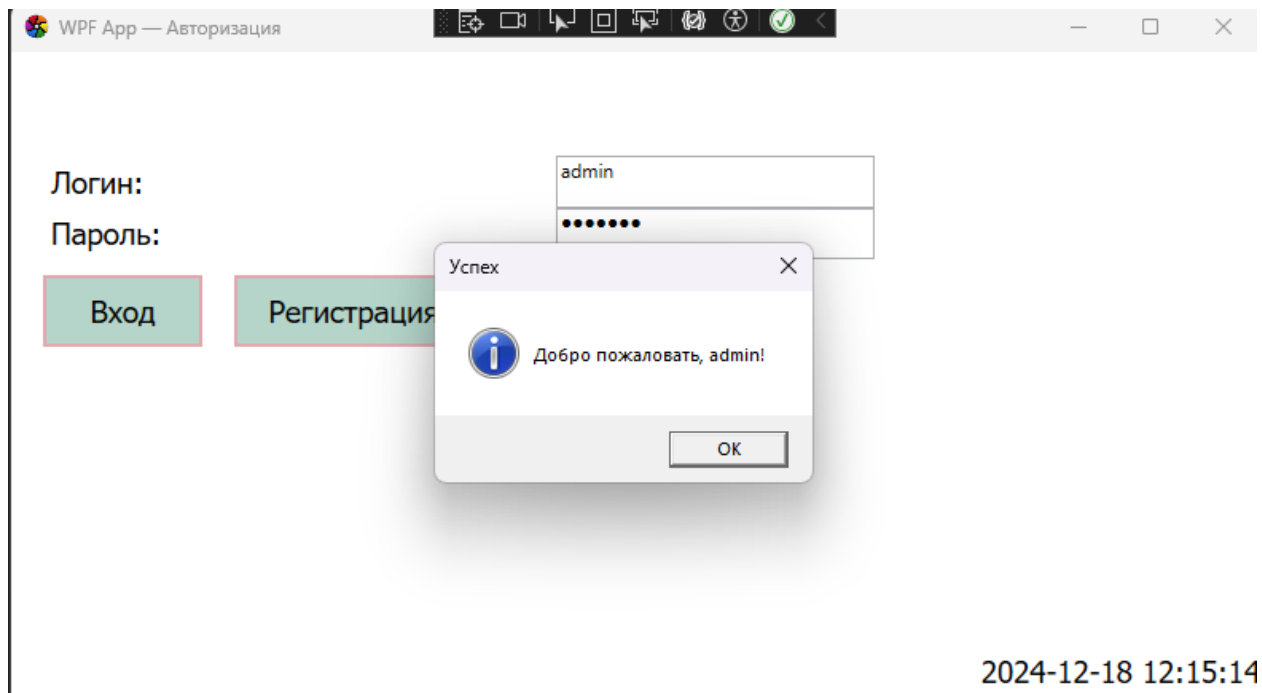 WPF App — Авторизация
Логин:
admin
Пароль:
•••••••
Вход
Регистрация
Успех
Добро пожаловать, admin!
OK
2024-12-18 12:15:14